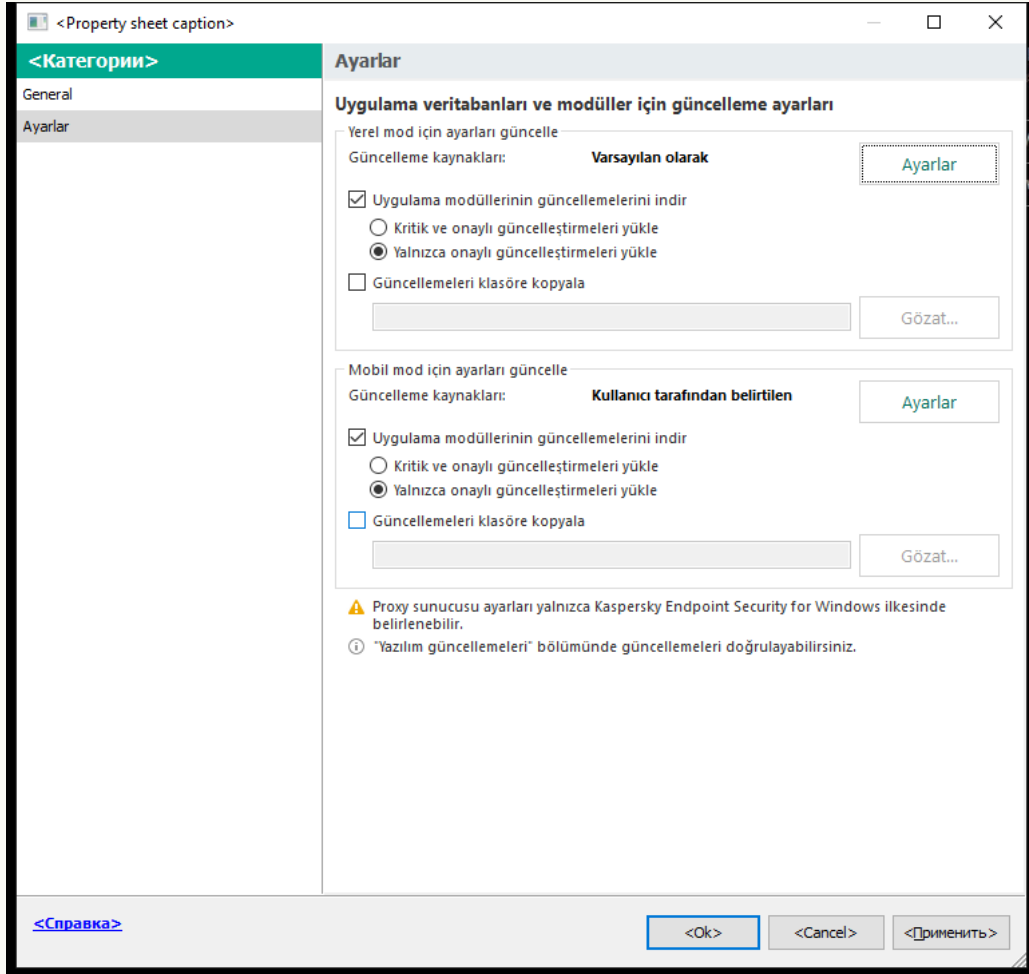 <Property sheet caption>
<Категории>
General
Ayarlar
Ayarlar
Uygulama veritabanları ve modüller için güncelleme ayarları
Yerel mod için ayarları güncelle
Güncelleme kaynakları: Varsayılan olarak
Ayarlar
Uygulama modüllerinin güncellemelerini indir
Kritik ve onaylı güncelleştirmeleri yükle
Yalnızca onaylı güncelleştirmeleri yükle
Güncellemeleri klasöre kopyala
Gözat...
Mobil mod için ayarları güncelle
Güncelleme kaynakları: Kullanıcı tarafından belirtilen
Ayarlar
Uygulama modüllerinin güncellemelerini indir
Kritik ve onaylı güncelleştirmeleri yükle
Yalnızca onaylı güncelleştirmeleri yükle
Güncellemeleri klasöre kopyala
Gözat...
Proxy sunucusu ayarları yalnızca Kaspersky Endpoint Security for Windows ilkesinde
belirlenebilir.
"Yazılım güncellemeleri" bölümünde güncellemeleri doğrulayabilirsiniz.
<Справка>
<Ok>
<Cancel>
<Применить>